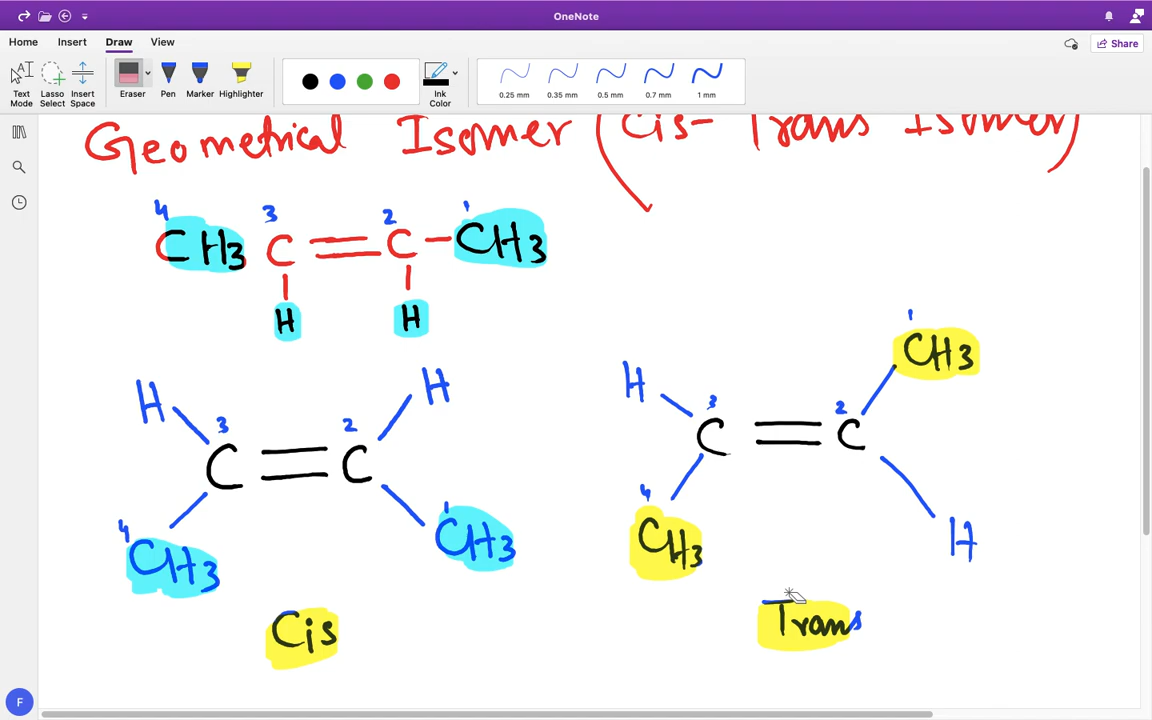 OneNote
Home Insert Draw View
Share
Text Mode
Lasso Select
Insert Space
Eraser
Pen
Marker
Highlighter
Ink Color
0.25 mm 0.35 mm 0.5 mm 0.7 mm 1 mm
Geometrical Isomer (Cis- Trans Isomer)
4 3 2 1
CH3 C = C - CH3
H H
H H
3 2
C = C
4 1
CH3 CH3
Cis
1
H CH3
3 2
C = C
4
CH3 H
Trans
F